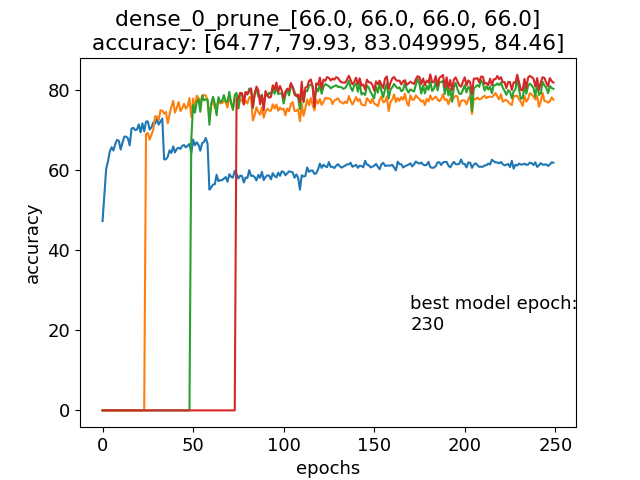 dense_0_prune_[66.0, 66.0, 66.0, 66.0]
accuracy: [64.77, 79.93, 83.049995, 84.46]
80
60
40
20
0
accuracy
best model epoch:
230
0 50 100 150 200 250
epochs